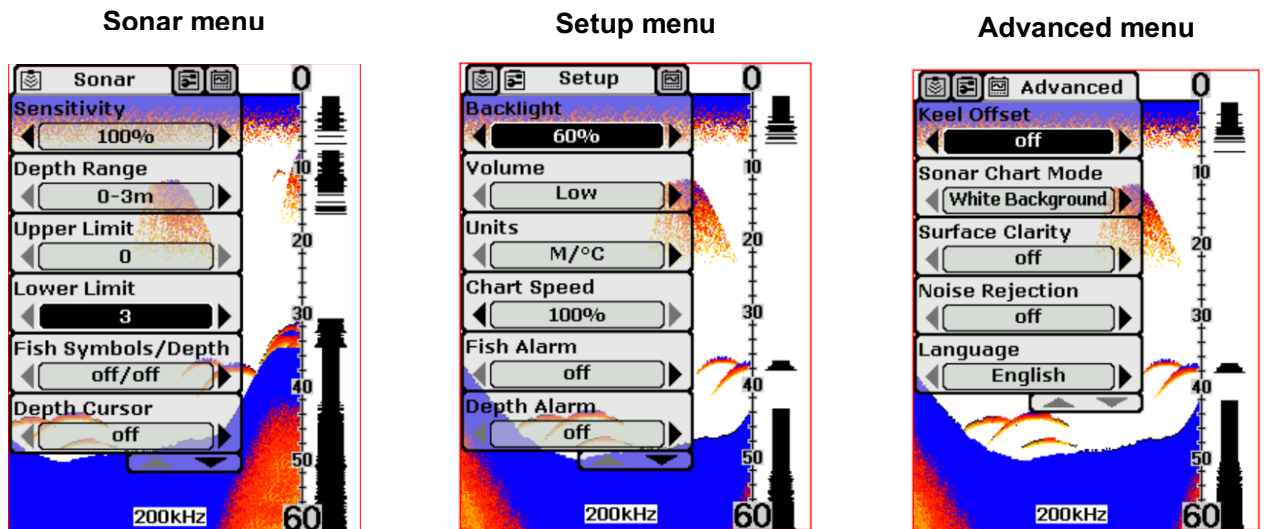 Sonar menu
Setup menu
Advanced menu
Sonar
0
Sensitivity
100%
Depth Range
10
0-3m
Upper Limit
20
0
Lower Limit
30
3
Fish Symbols/Depth
off/off
40
Depth Cursor
off
50
200kHz
60
Setup
0
Backlight
60%
Volume
10
Low
Units
20
M/°C
Chart Speed
30
100%
Fish Alarm
off
40
Depth Alarm
off
50
200kHz
60
Advanced
0
Keel Offset
off
Sonar Chart Mode
10
White Background
Surface Clarity
20
off
Noise Rejection
30
off
Language
English
40
50
200kHz
60